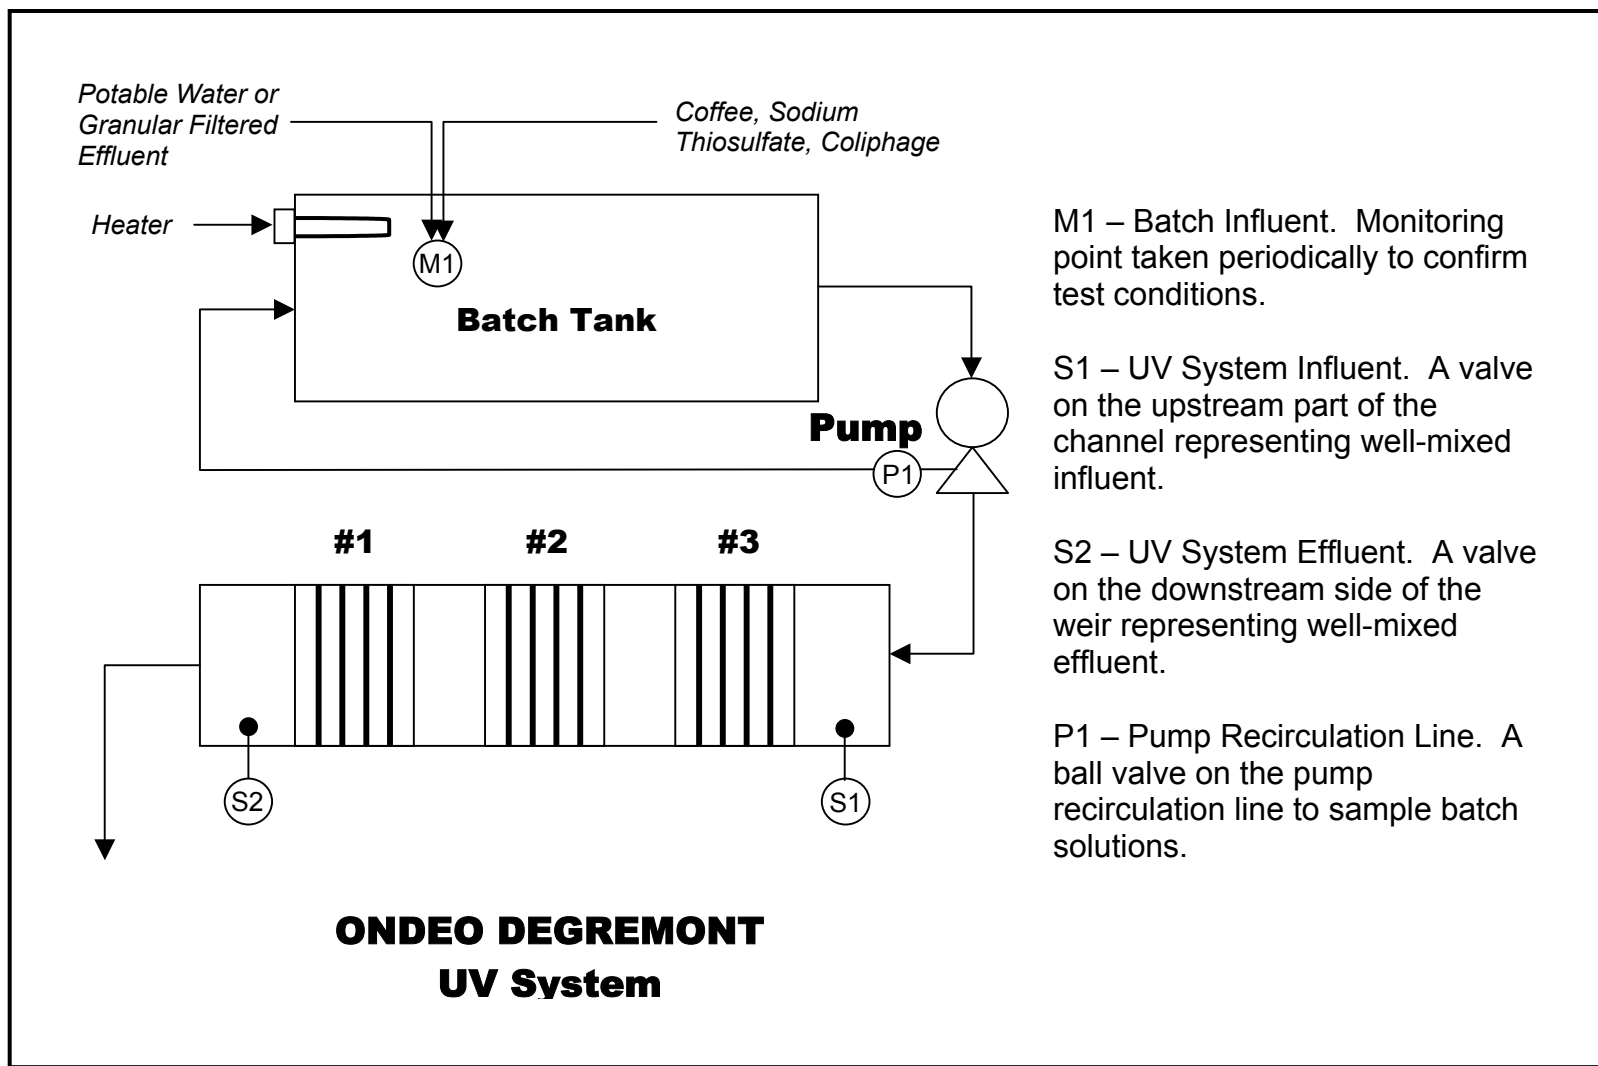 Potable Water or
Granular Filtered
Effluent
Coffee, Sodium
Thiosulfate, Coliphage
Heater
M1
Batch Tank
Pump
P1
#1
#2
#3
S2
S1
ONDEO DEGREMONT
UV System
M1 – Batch Influent.  Monitoring
point taken periodically to confirm
test conditions.
S1 – UV System Influent.  A valve
on the upstream part of the
channel representing well-mixed
influent.
S2 – UV System Effluent.  A valve
on the downstream side of the
weir representing well-mixed
effluent.
P1 – Pump Recirculation Line.  A
ball valve on the pump
recirculation line to sample batch
solutions.